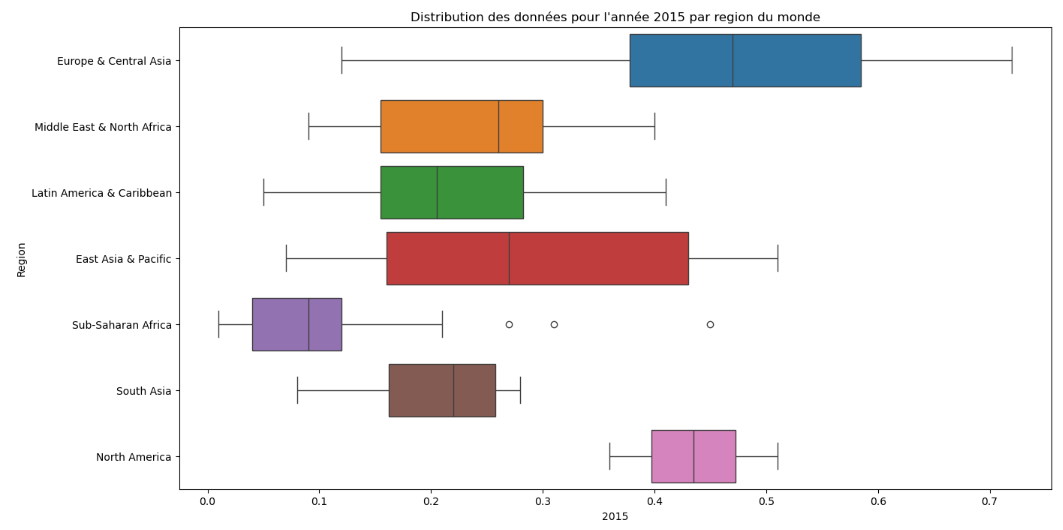 Distribution des données pour l'année 2015 par region du monde
Europe & Central Asia
Middle East & North Africa
Latin America & Caribbean
East Asia & Pacific
Sub-Saharan Africa
South Asia
North America
Region
0.0 0.1 0.2 0.3 0.4 0.5 0.6 0.7
2015